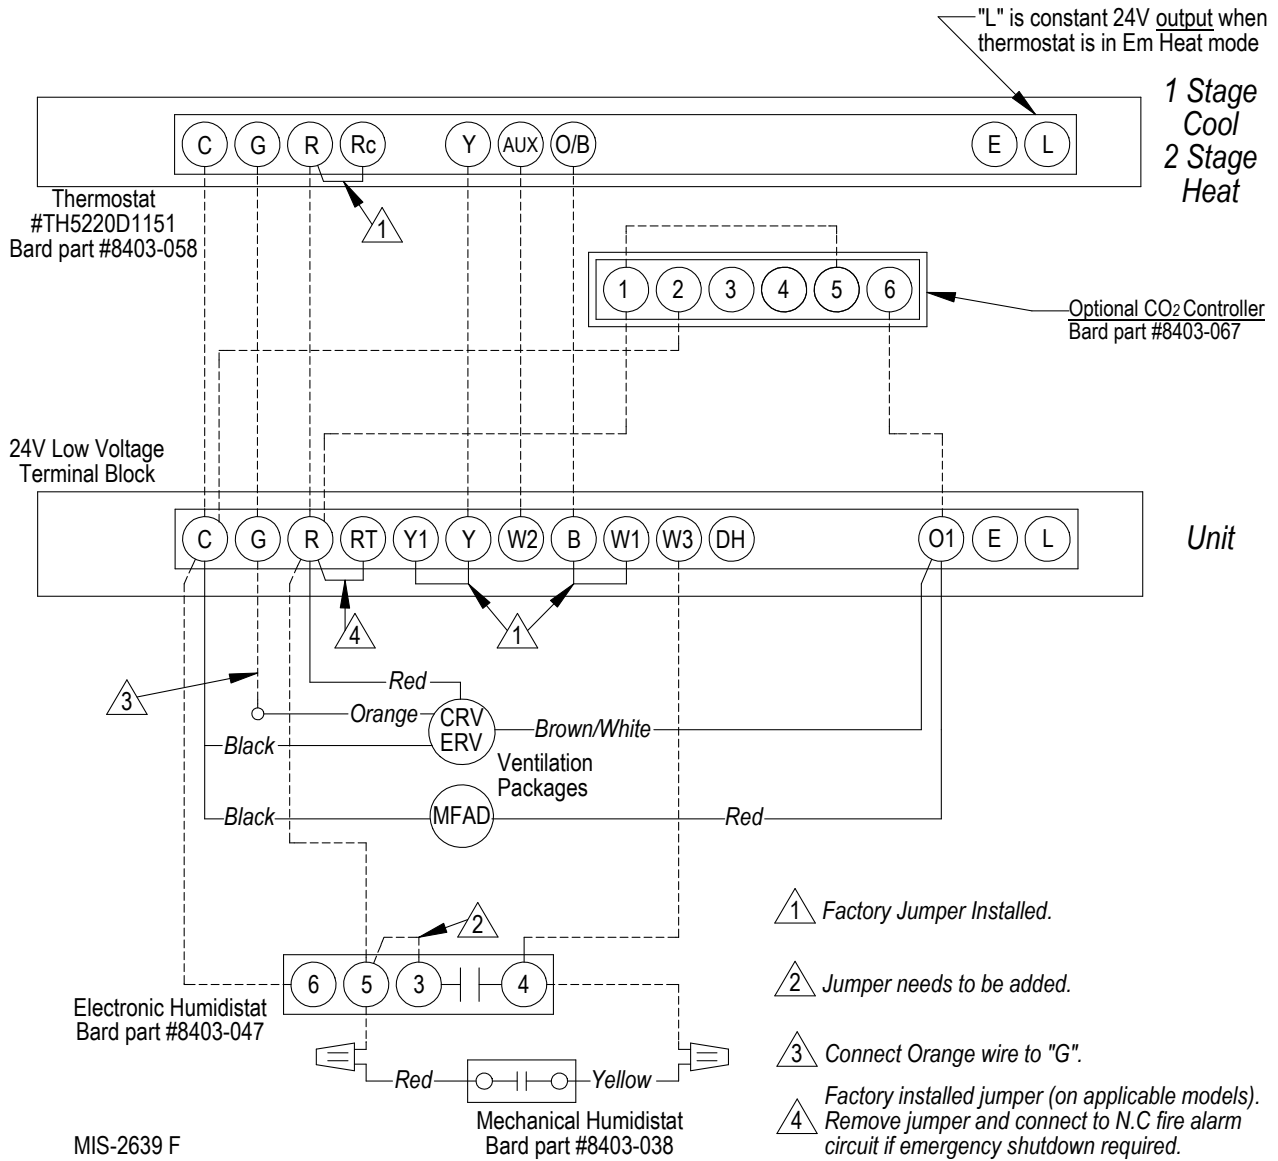 "L" is constant 24V output when
thermostat is in Em Heat mode
1 Stage
Cool
2 Stage
Heat
C G R Rc Y AUX O/B E L
Thermostat
#TH5220D1151
Bard part #8403-058
1
1 2 3 4 5 6
Optional CO2 Controller
Bard part #8403-067
24V Low Voltage
Terminal Block
C G R RT Y1 Y W2 B W1 W3 DH O1 E L
Unit
4
1
3
Red
Orange
CRV
ERV
Brown/White
Black
Ventilation
Packages
Black
MFAD
Red
2
6 5 3 4
Electronic Humidistat
Bard part #8403-047
Red
Yellow
Mechanical Humidistat
Bard part #8403-038
1 Factory Jumper Installed.
2 Jumper needs to be added.
3 Connect Orange wire to "G".
Factory installed jumper (on applicable models).
4 Remove jumper and connect to N.C fire alarm
circuit if emergency shutdown required.
MIS-2639 F